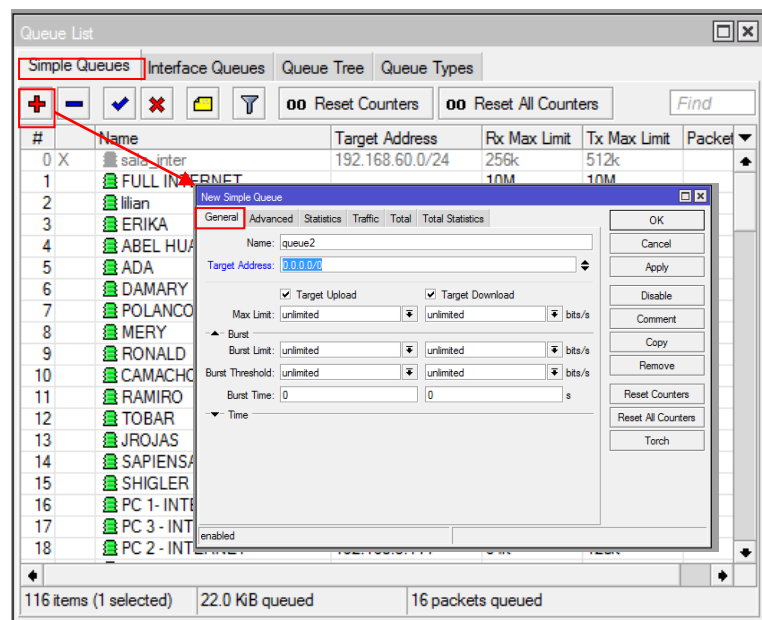 Queue List
Simple Queues Interface Queues Queue Tree Queue Types
00 Reset Counters 00 Reset All Counters Find
# Name Target Address Rx Max Limit Tx Max Limit Packet
0 X sala_inter 192.168.60.0/24 256k 512k
1 FULL INTERNET 10M 10M
2 lilian
3 ERIKA
4 ABEL HUA
5 ADA
6 DAMARY
7 POLANCO
8 MERY
9 RONALD
10 CAMACHO
11 RAMIRO
12 TOBAR
13 JROJAS
14 SAPIENSA
15 SHIGLER
16 PC 1- INTE
17 PC 3 - INT
18 PC 2 - INT
New Simple Queue
General Advanced Statistics Traffic Total Total Statistics
Name: queue2
Target Address: 0.0.0.0/0
Target Upload Target Download
Max Limit: unlimited unlimited bits/s
Burst
Burst Limit: unlimited unlimited bits/s
Burst Threshold: unlimited unlimited bits/s
Burst Time: 0 0 s
Time
enabled
OK
Cancel
Apply
Disable
Comment
Copy
Remove
Reset Counters
Reset All Counters
Torch
116 items (1 selected) 22.0 KiB queued 16 packets queued